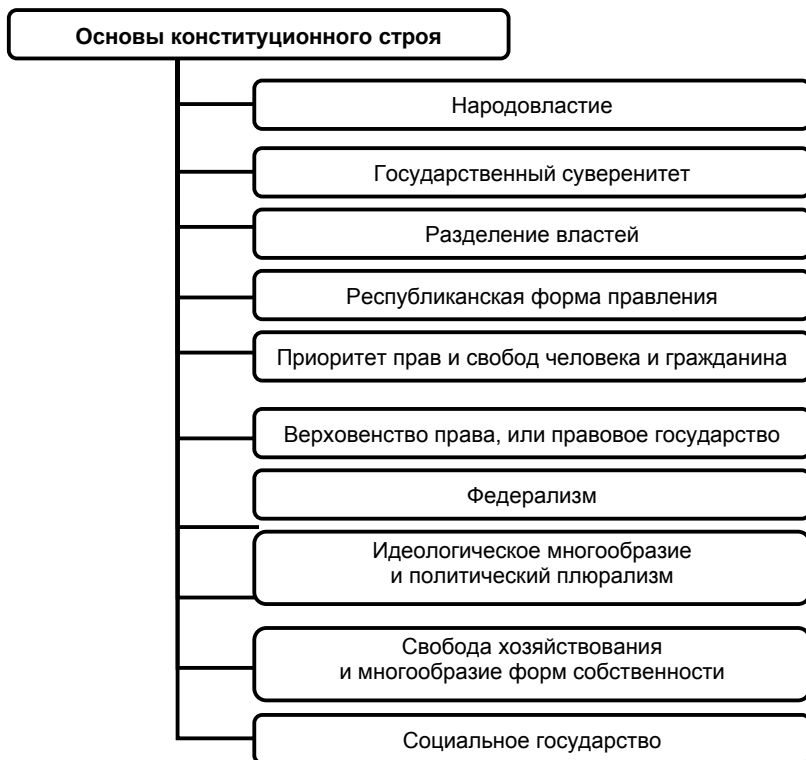 Основы конституционного строя
Народовластие
Государственный суверенитет
Разделение властей
Республиканская форма правления
Приоритет прав и свобод человека и гражданина
Верховенство права, или правовое государство
Федерализм
Идеологическое многообразие
и политический плюрализм
Свобода хозяйствования
и многообразие форм собственности
Социальное государство